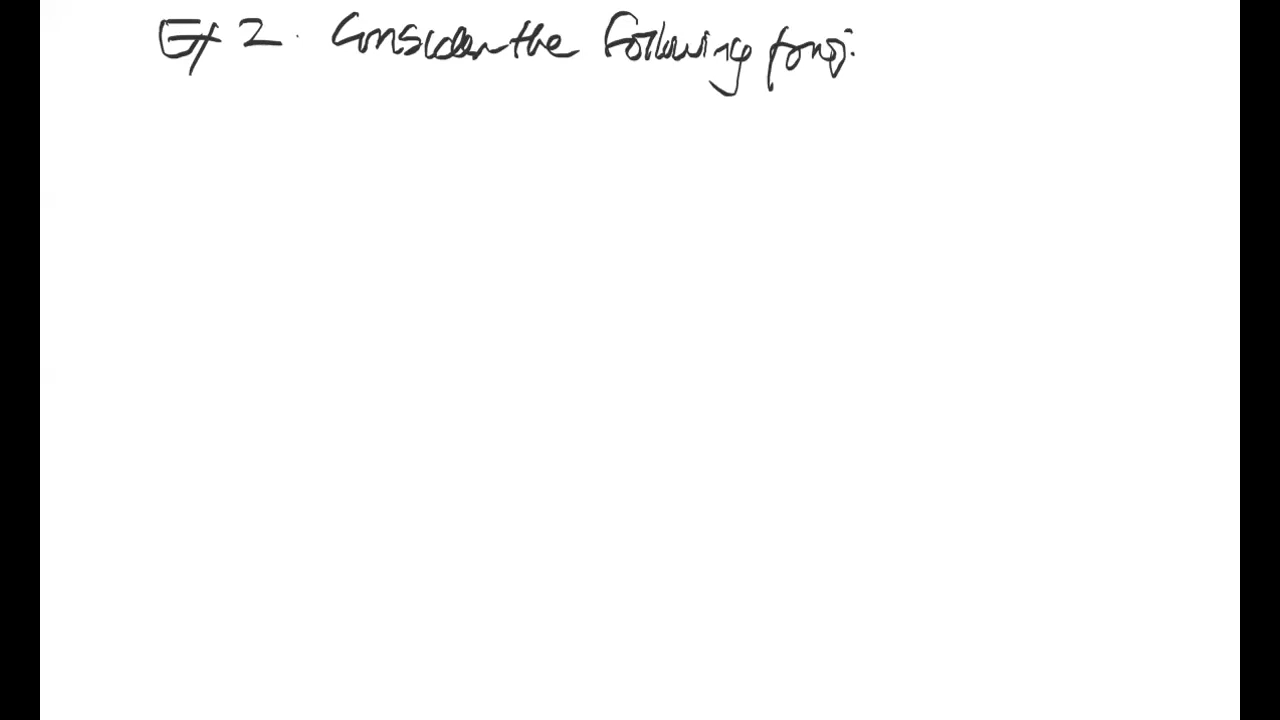 Ex 2. Consider the following